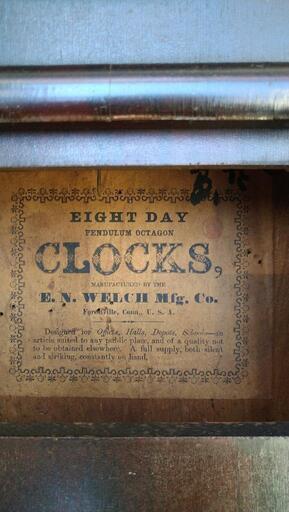 EIGHT DAY
PENDULUM OCTAGON
CLOCKS,
MANUFACTURED BY THE
E. N. WELCH Mfg. Co.
Forestville, Conn., U. S. A.
Designed for Offices, Halls, Depots, Schools—an
article suited to any public place, and of a quality not
to be obtained elsewhere. A full supply, both silent
and striking, constantly on hand,